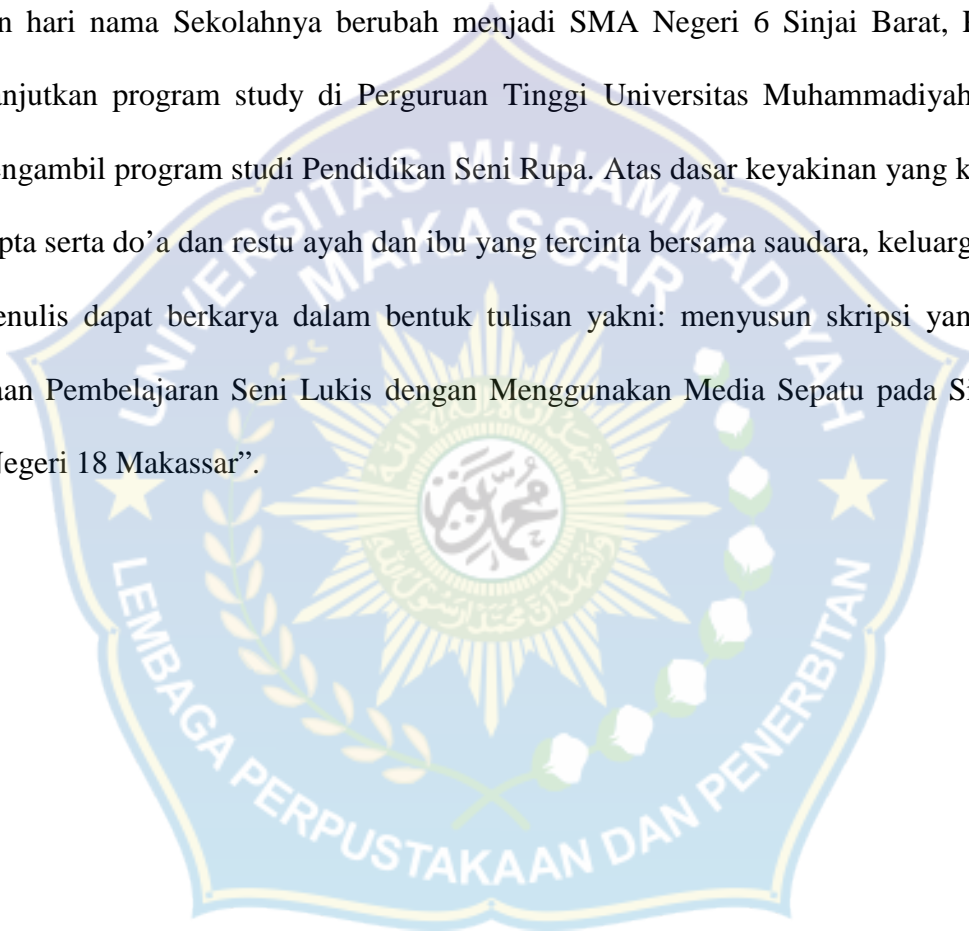 n hari nama Sekolahnya berubah menjadi SMA Negeri 6 Sinjai Barat,
anjutkan program study di Perguruan Tinggi Universitas Muhammadiyah
engambil program studi Pendidikan Seni Rupa. Atas dasar keyakinan yang k
pta serta do’a dan restu ayah dan ibu yang tercinta bersama saudara, keluarg
enulis dapat berkarya dalam bentuk tulisan yakni: menyusun skripsi yan
an Pembelajaran Seni Lukis dengan Menggunakan Media Sepatu pada Si
Negeri 18 Makassar”.
UNIVERSITAS MUHAMMADIYAH
MAKASSAR
LEMBAGA PERPUSTAKAAN DAN PENERBITAN